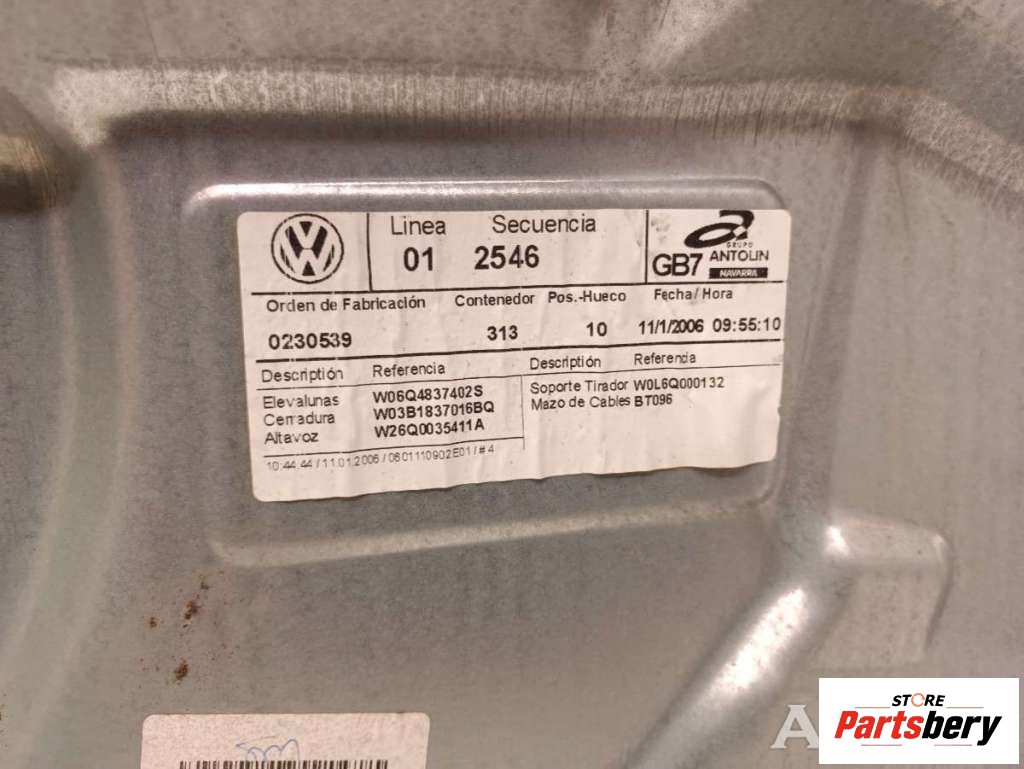 Linea Secuencia
01 2546
GB7 GRUPO ANTOLIN NAVARRA
Orden de Fabricación Contenedor Pos.-Hueco Fecha/Hora
0230539 313 10 11/1/2006 09:55:10
Descriptión Referencia Descriptión Referencia
Elevalunas W06Q4837402S Soporte Tirador W0L6Q000132
Cerradura W03B1837016BQ Mazo de Cables BT096
Altavoz W26Q0035411A
10:44:44 / 11.01.2006 / 0601110902E01 / # 4
STORE
Partsbery